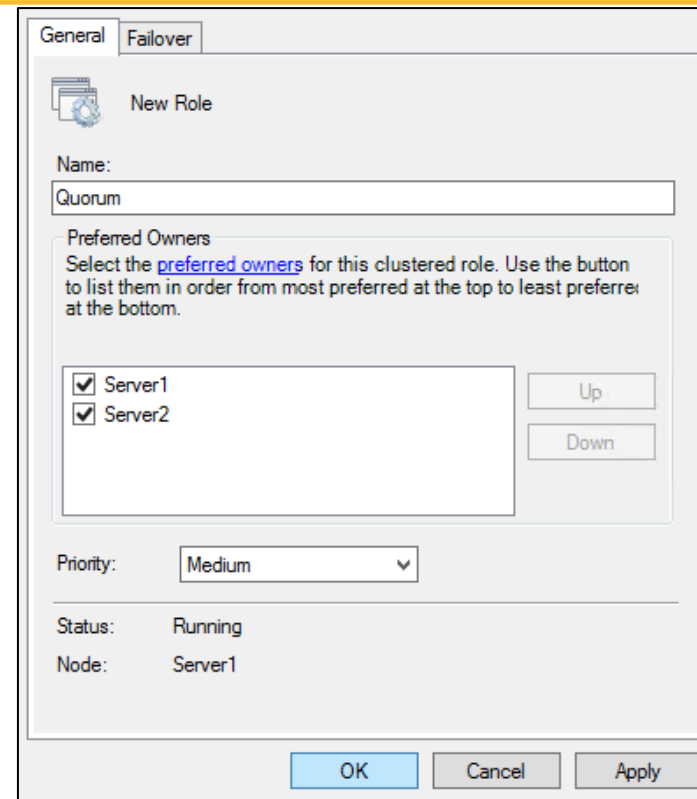 General Failover
New Role
Name:
Quorum
Preferred Owners
Select the preferred owners for this clustered role. Use the button
to list them in order from most preferred at the top to least preferre
at the bottom.
Server1
Server2
Up
Down
Priority: Medium
Status: Running
Node: Server1
OK Cancel Apply